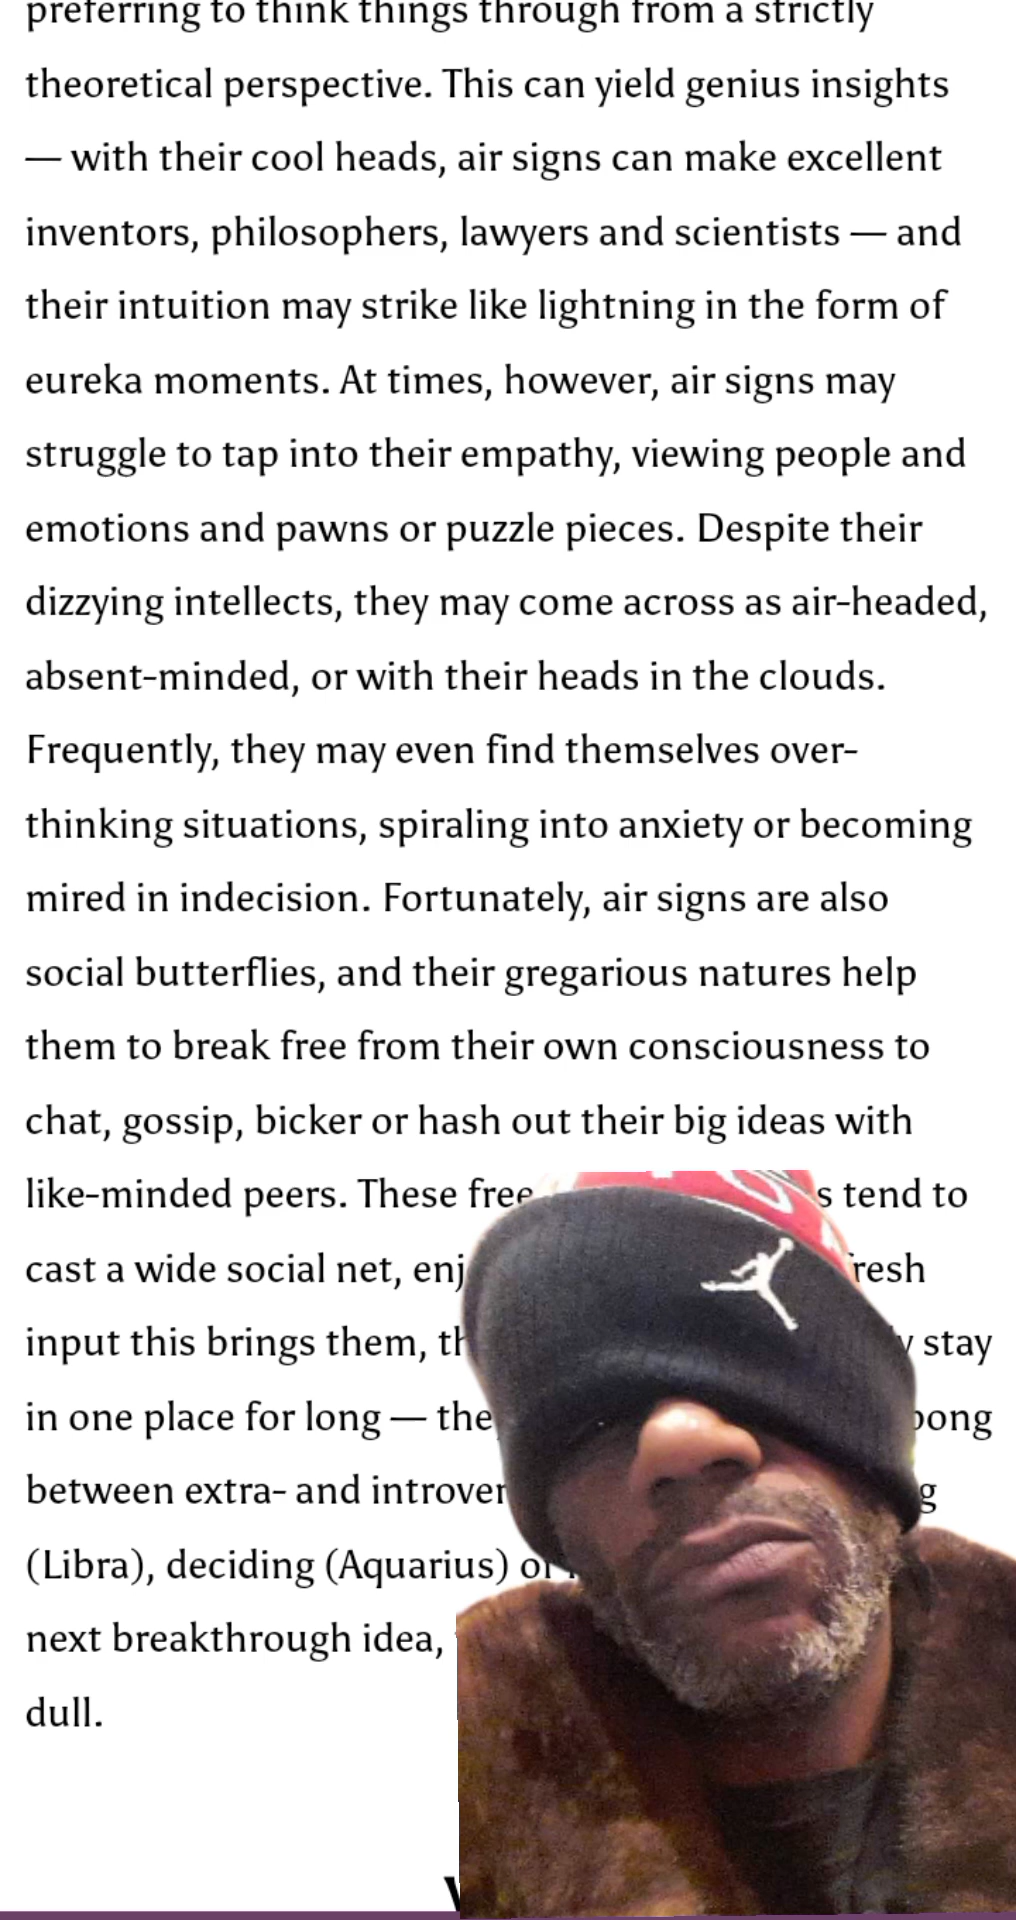 preferring to think things through from a strictly
theoretical perspective. This can yield genius insights
— with their cool heads, air signs can make excellent
inventors, philosophers, lawyers and scientists — and
their intuition may strike like lightning in the form of
eureka moments. At times, however, air signs may
struggle to tap into their empathy, viewing people and
emotions and pawns or puzzle pieces. Despite their
dizzying intellects, they may come across as air-headed,
absent-minded, or with their heads in the clouds.
Frequently, they may even find themselves over-
thinking situations, spiraling into anxiety or becoming
mired in indecision. Fortunately, air signs are also
social butterflies, and their gregarious natures help
them to break free from their own consciousness to
chat, gossip, bicker or hash out their big ideas with
like-minded peers. These free tend to
cast a wide social net,
input this brings them, stay
in one place for long —
between extra- and
(Libra), deciding (Aquarius)
next breakthrough idea,
dull.